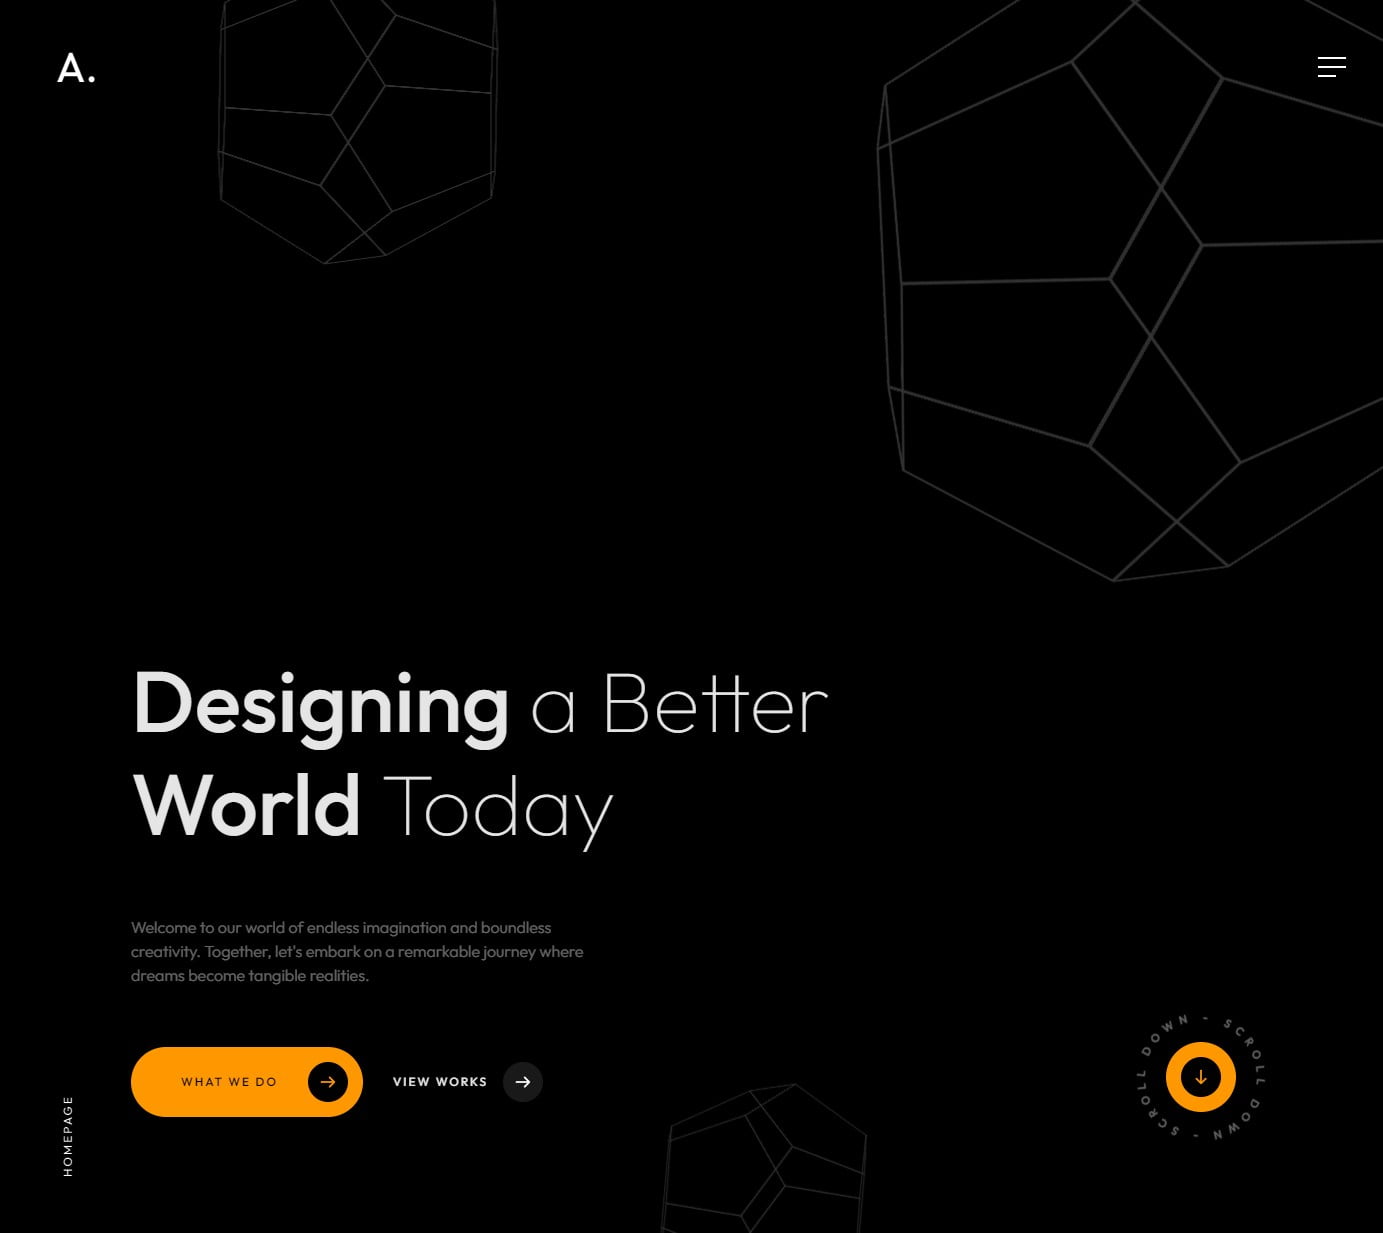 A.
Designing a Better
World Today
Welcome to our world of endless imagination and boundless
creativity. Together, let's embark on a remarkable journey where
dreams become tangible realities.
WHAT WE DO
VIEW WORKS
HOMEPAGE
SCROLL DOWN - SCROLL DOWN -